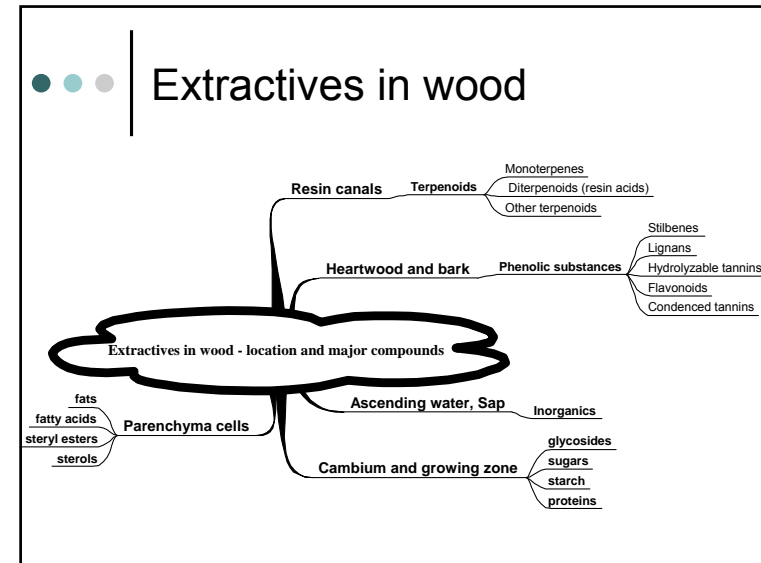 Extractives in wood
Resin canals
Terpenoids
Monoterpenes
Diterpenoids (resin acids)
Other terpenoids
Heartwood and bark
Phenolic substances
Stilbenes
Lignans
Hydrolyzable tannins
Flavonoids
Condenced tannins
Extractives in wood - location and major compounds
Ascending water, Sap
Inorganics
Parenchyma cells
fats
fatty acids
steryl esters
sterols
Cambium and growing zone
glycosides
sugars
starch
proteins